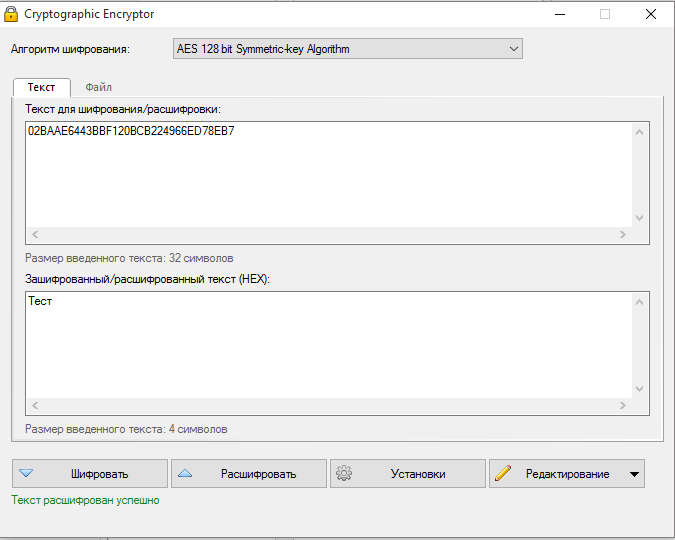 Cryptographic Encryptor
Алгоритм шифрования: AES 128 bit Symmetric-key Algorithm
Текст Файл
Текст для шифрования/расшифровки:
02BAAE6443BBF120BCB224966ED78EB7
Размер введенного текста: 32 символов
Зашифрованный/расшифрованный текст (HEX):
Тест
Размер введенного текста: 4 символов
Шифровать Расшифровать Установки Редактирование
Текст расшифрован успешно